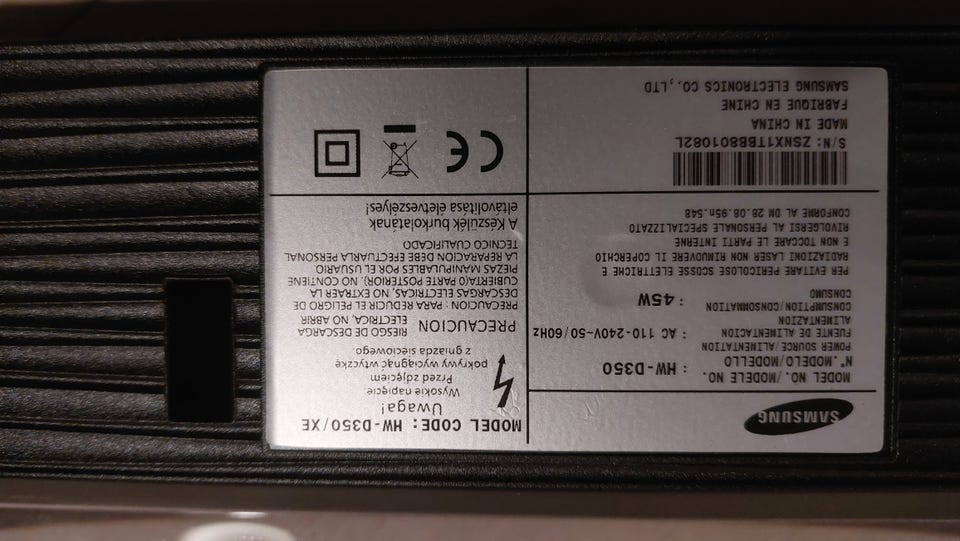 SAMSUNG
MODEL NO./MODELE NO.
N°. MODELO/MODELLO : HW-D350
POWER SOURCE/ALIMENTATION
FUENTE DE ALIMENTACION : AC 110-240V~50/60Hz
ALIMENTAZION
CONSUMPTION/CONSOMMATION
CONSUMO : 45W
PER EVITARE PERICOLOSE SCOSSE ELETTRICHE E
RADIAZIONI LASER NON RIMUOVERE IL COPERCHIO
E NON TOCCARE LE PARTI INTERNE
RIVOLGERSI AL PERSONALE SPECIALIZZATO
CONFORME AL DM 28.08.95n.548
S/N: ZSNX1TBB801082L
MADE IN CHINA
FABRIQUE EN CHINE
SAMSUNG ELECTRONICS CO.,LTD
MODEL CODE: HW-D350/XE
Uwaga!
Wysokie napięcie
Przed zdjęciem
pokrywy wyciągnąć wtyczkę
z gniazda sieciowego.
PRECAUCION RIESGO DE DESCARGA
ELECTRICA, NO ABRIR
PRECAUCION : PARA REDUCIR EL PELIGRO DE
DESCARGAS ELECTRICAS, NO EXTRAER LA
CUBIERTA(O PARTE POSTERIOR). NO CONTIENE
PIEZAS MANIPULABLES POR EL USUARIO.
LA REPARACION DEBE EFECTUARLA PERSONAL
TECNICO CUALIFICADO
A Készülék burkolatának
eltávolítása életveszélyes!
CE